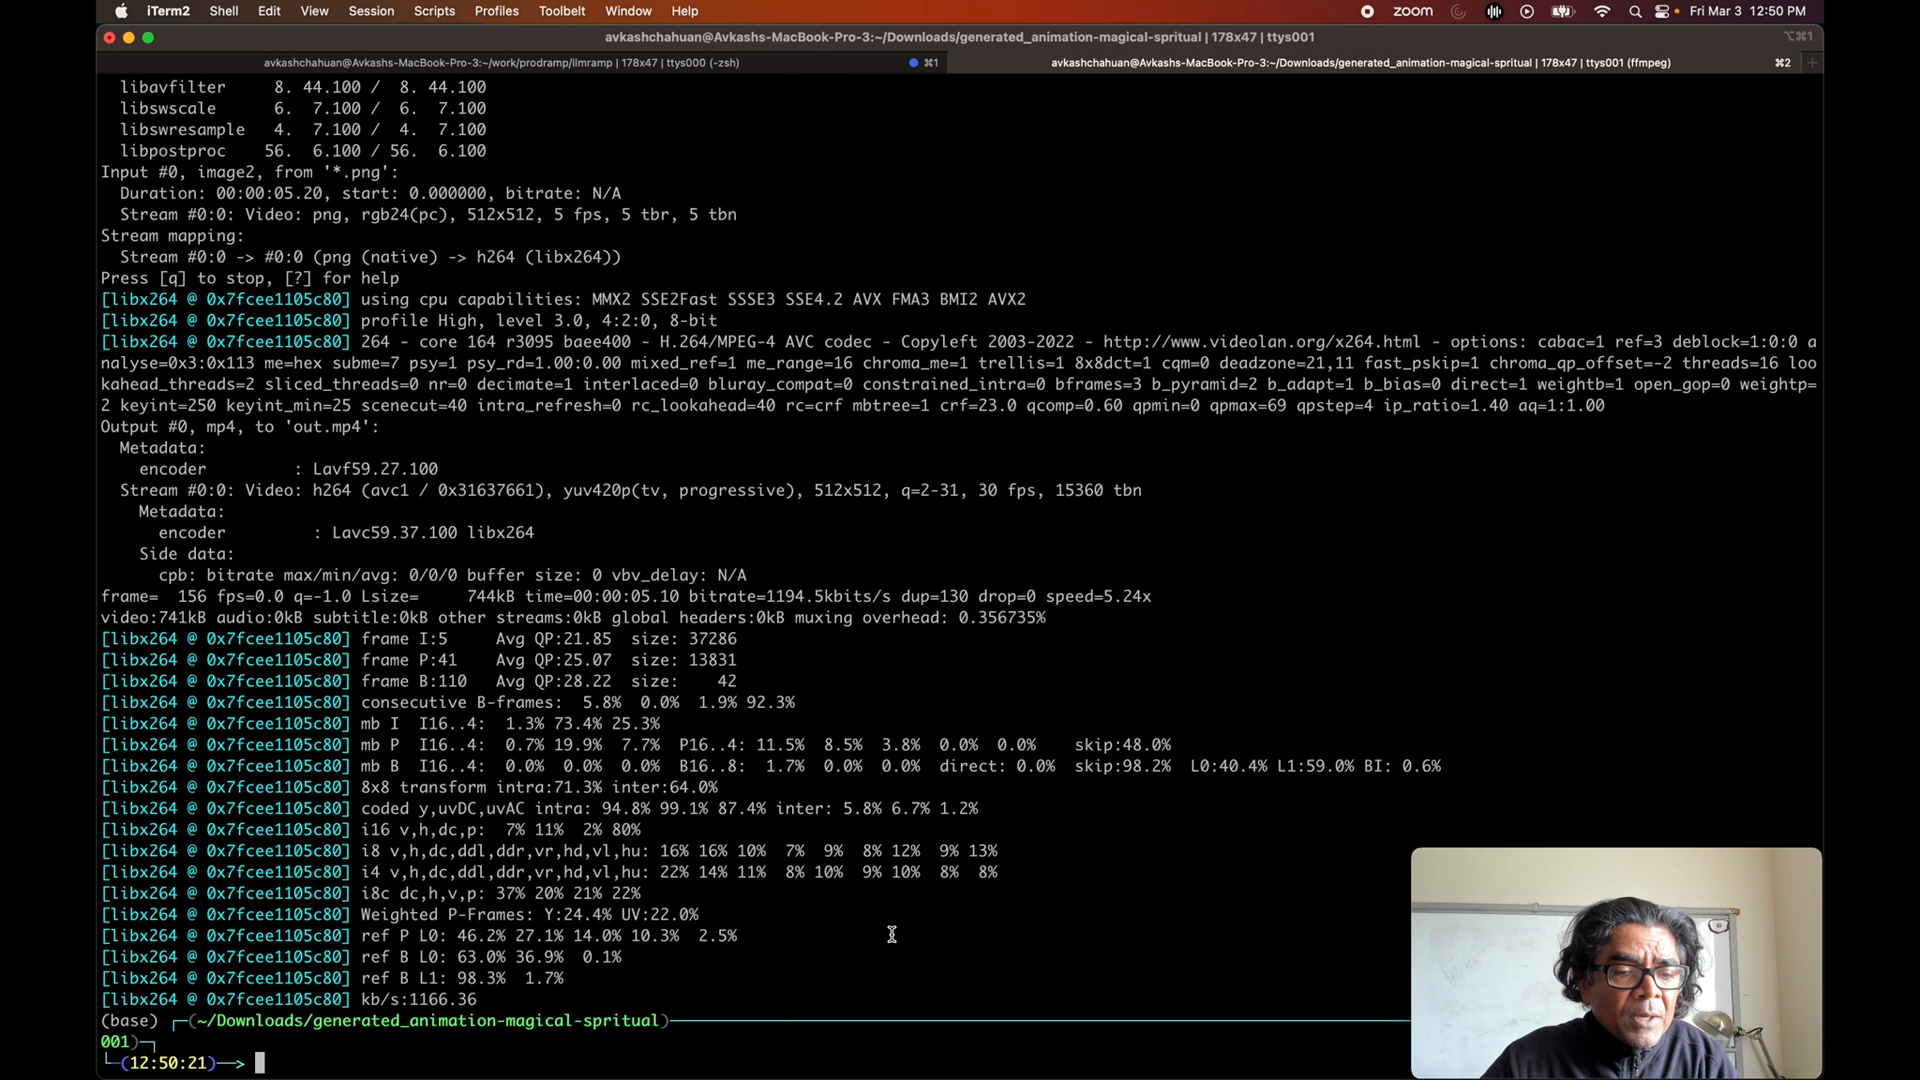 iTerm2 Shell Edit View Session Scripts Profiles Toolbelt Window Help zoom Fri Mar 3 12:50 PM
avkashchahuan@Avkashs-MacBook-Pro-3:~/Downloads/generated_animation-magical-spritual | 178x47 | ttys001 ⌥⌘1
avkashchahuan@Avkashs-MacBook-Pro-3:~/work/prodramp/llmramp | 178x47 | ttys000 (-zsh) ⌘1 avkashchahuan@Avkashs-MacBook-Pro-3:~/Downloads/generated_animation-magical-spritual | 178x47 | ttys001 (ffmpeg) ⌘2 +
libavfilter     8. 44.100 /  8. 44.100
libswscale      6.  7.100 /  6.  7.100
libswresample   4.  7.100 /  4.  7.100
libpostproc    56.  6.100 / 56.  6.100
Input #0, image2, from '*.png':
Duration: 00:00:05.20, start: 0.000000, bitrate: N/A
Stream #0:0: Video: png, rgb24(pc), 512x512, 5 fps, 5 tbr, 5 tbn
Stream mapping:
Stream #0:0 -> #0:0 (png (native) -> h264 (libx264))
Press [q] to stop, [?] for help
[libx264 @ 0x7fcee1105c80] using cpu capabilities: MMX2 SSE2Fast SSSE3 SSE4.2 AVX FMA3 BMI2 AVX2
[libx264 @ 0x7fcee1105c80] profile High, level 3.0, 4:2:0, 8-bit
[libx264 @ 0x7fcee1105c80] 264 - core 164 r3095 baee400 - H.264/MPEG-4 AVC codec - Copyleft 2003-2022 - http://www.videolan.org/x264.html - options: cabac=1 ref=3 deblock=1:0:0 a
nalyse=0x3:0x113 me=hex subme=7 psy=1 psy_rd=1.00:0.00 mixed_ref=1 me_range=16 chroma_me=1 trellis=1 8x8dct=1 cqm=0 deadzone=21,11 fast_pskip=1 chroma_qp_offset=-2 threads=16 loo
kahead_threads=2 sliced_threads=0 nr=0 decimate=1 interlaced=0 bluray_compat=0 constrained_intra=0 bframes=3 b_pyramid=2 b_adapt=1 b_bias=0 direct=1 weightb=1 open_gop=0 weightp=
2 keyint=250 keyint_min=25 scenecut=40 intra_refresh=0 rc_lookahead=40 rc=crf mbtree=1 crf=23.0 qcomp=0.60 qpmin=0 qpmax=69 qpstep=4 ip_ratio=1.40 aq=1:1.00
Output #0, mp4, to 'out.mp4':
Metadata:
encoder         : Lavf59.27.100
Stream #0:0: Video: h264 (avc1 / 0x31637661), yuv420p(tv, progressive), 512x512, q=2-31, 30 fps, 15360 tbn
Metadata:
encoder         : Lavc59.37.100 libx264
Side data:
cpb: bitrate max/min/avg: 0/0/0 buffer size: 0 vbv_delay: N/A
frame=  156 fps=0.0 q=-1.0 Lsize=     744kB time=00:00:05.10 bitrate=1194.5kbits/s dup=130 drop=0 speed=5.24x
video:741kB audio:0kB subtitle:0kB other streams:0kB global headers:0kB muxing overhead: 0.356735%
[libx264 @ 0x7fcee1105c80] frame I:5     Avg QP:21.85  size: 37286
[libx264 @ 0x7fcee1105c80] frame P:41    Avg QP:25.07  size: 13831
[libx264 @ 0x7fcee1105c80] frame B:110   Avg QP:28.22  size:    42
[libx264 @ 0x7fcee1105c80] consecutive B-frames:  5.8%  0.0%  1.9% 92.3%
[libx264 @ 0x7fcee1105c80] mb I  I16..4:  1.3% 73.4% 25.3%
[libx264 @ 0x7fcee1105c80] mb P  I16..4:  0.7% 19.9%  7.7%  P16..4: 11.5%  8.5%  3.8%  0.0%  0.0%    skip:48.0%
[libx264 @ 0x7fcee1105c80] mb B  I16..4:  0.0%  0.0%  0.0%  B16..8:  1.7%  0.0%  0.0%  direct: 0.0%  skip:98.2%  L0:40.4% L1:59.0% BI: 0.6%
[libx264 @ 0x7fcee1105c80] 8x8 transform intra:71.3% inter:64.0%
[libx264 @ 0x7fcee1105c80] coded y,uvDC,uvAC intra: 94.8% 99.1% 87.4% inter: 5.8% 6.7% 1.2%
[libx264 @ 0x7fcee1105c80] i16 v,h,dc,p:  7% 11%  2% 80%
[libx264 @ 0x7fcee1105c80] i8 v,h,dc,ddl,ddr,vr,hd,vl,hu: 16% 16% 10%  7%  9%  8% 12%  9% 13%
[libx264 @ 0x7fcee1105c80] i4 v,h,dc,ddl,ddr,vr,hd,vl,hu: 22% 14% 11%  8% 10%  9% 10%  8%  8%
[libx264 @ 0x7fcee1105c80] i8c dc,h,v,p: 37% 20% 21% 22%
[libx264 @ 0x7fcee1105c80] Weighted P-Frames: Y:24.4% UV:22.0%
[libx264 @ 0x7fcee1105c80] ref P L0: 46.2% 27.1% 14.0% 10.3%  2.5%
[libx264 @ 0x7fcee1105c80] ref B L0: 63.0% 36.9%  0.1%
[libx264 @ 0x7fcee1105c80] ref B L1: 98.3%  1.7%
[libx264 @ 0x7fcee1105c80] kb/s:1166.36
(base) ┌─(~/Downloads/generated_animation-magical-spritual)
001)─┐
└─(12:50:21)──>